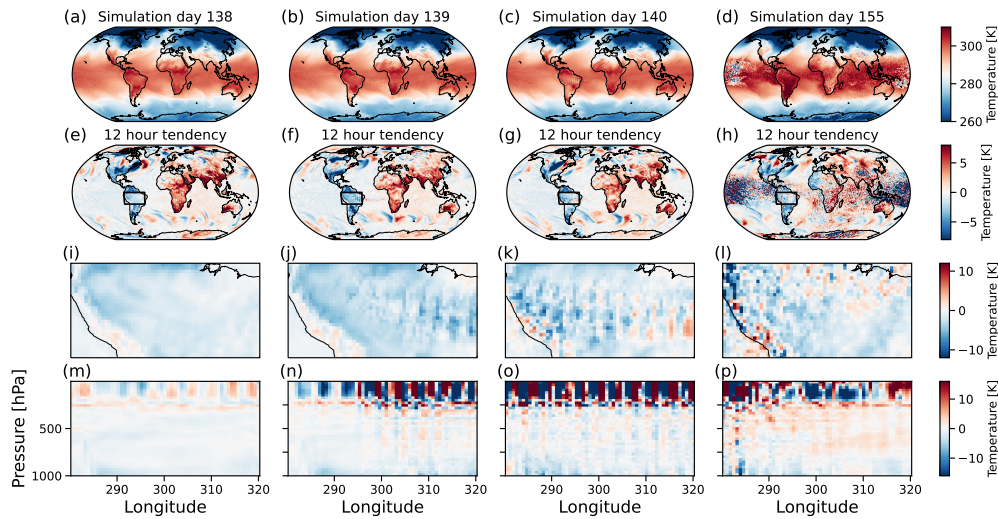 (a) Simulation day 138
(b) Simulation day 139
(c) Simulation day 140
(d) Simulation day 155
300
280
260
Temperature [K]
(e) 12 hour tendency
(f) 12 hour tendency
(g) 12 hour tendency
(h) 12 hour tendency
5
0
−5
Temperature [K]
(i)
(j)
(k)
(l)
10
0
−10
Temperature [K]
(m)
(n)
(o)
(p)
10
0
−10
Temperature [K]
Pressure [hPa]
500
1000
290 300 310 320
290 300 310 320
290 300 310 320
290 300 310 320
Longitude
Longitude
Longitude
Longitude